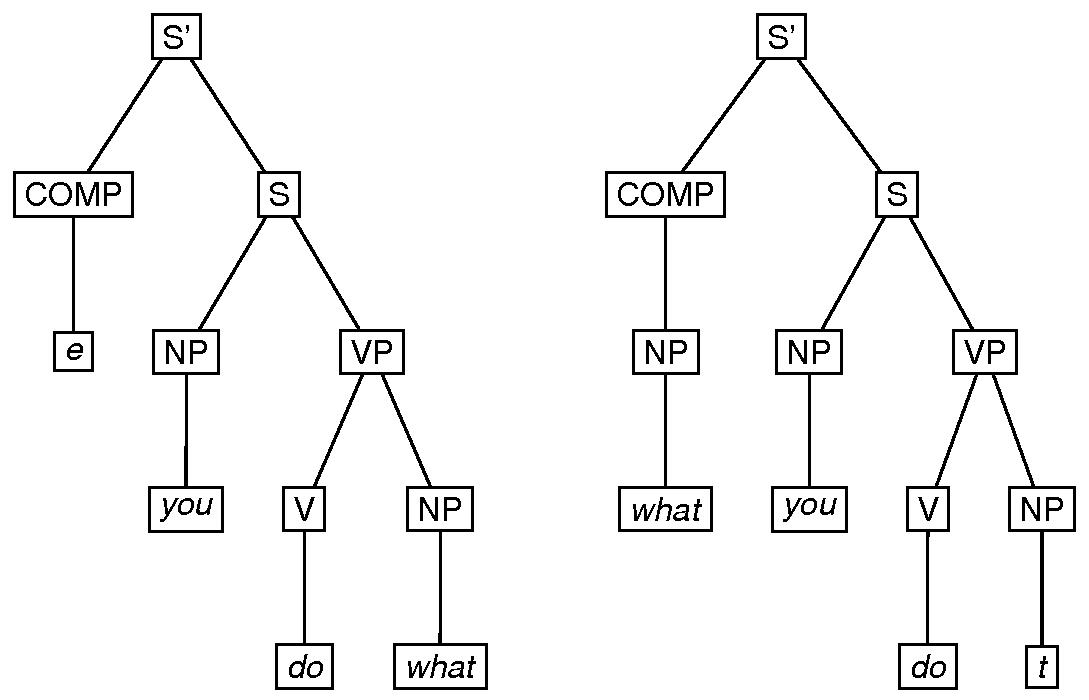 S’ S’
COMP S COMP S
e NP VP NP NP VP
you V NP what you V NP
do what do t